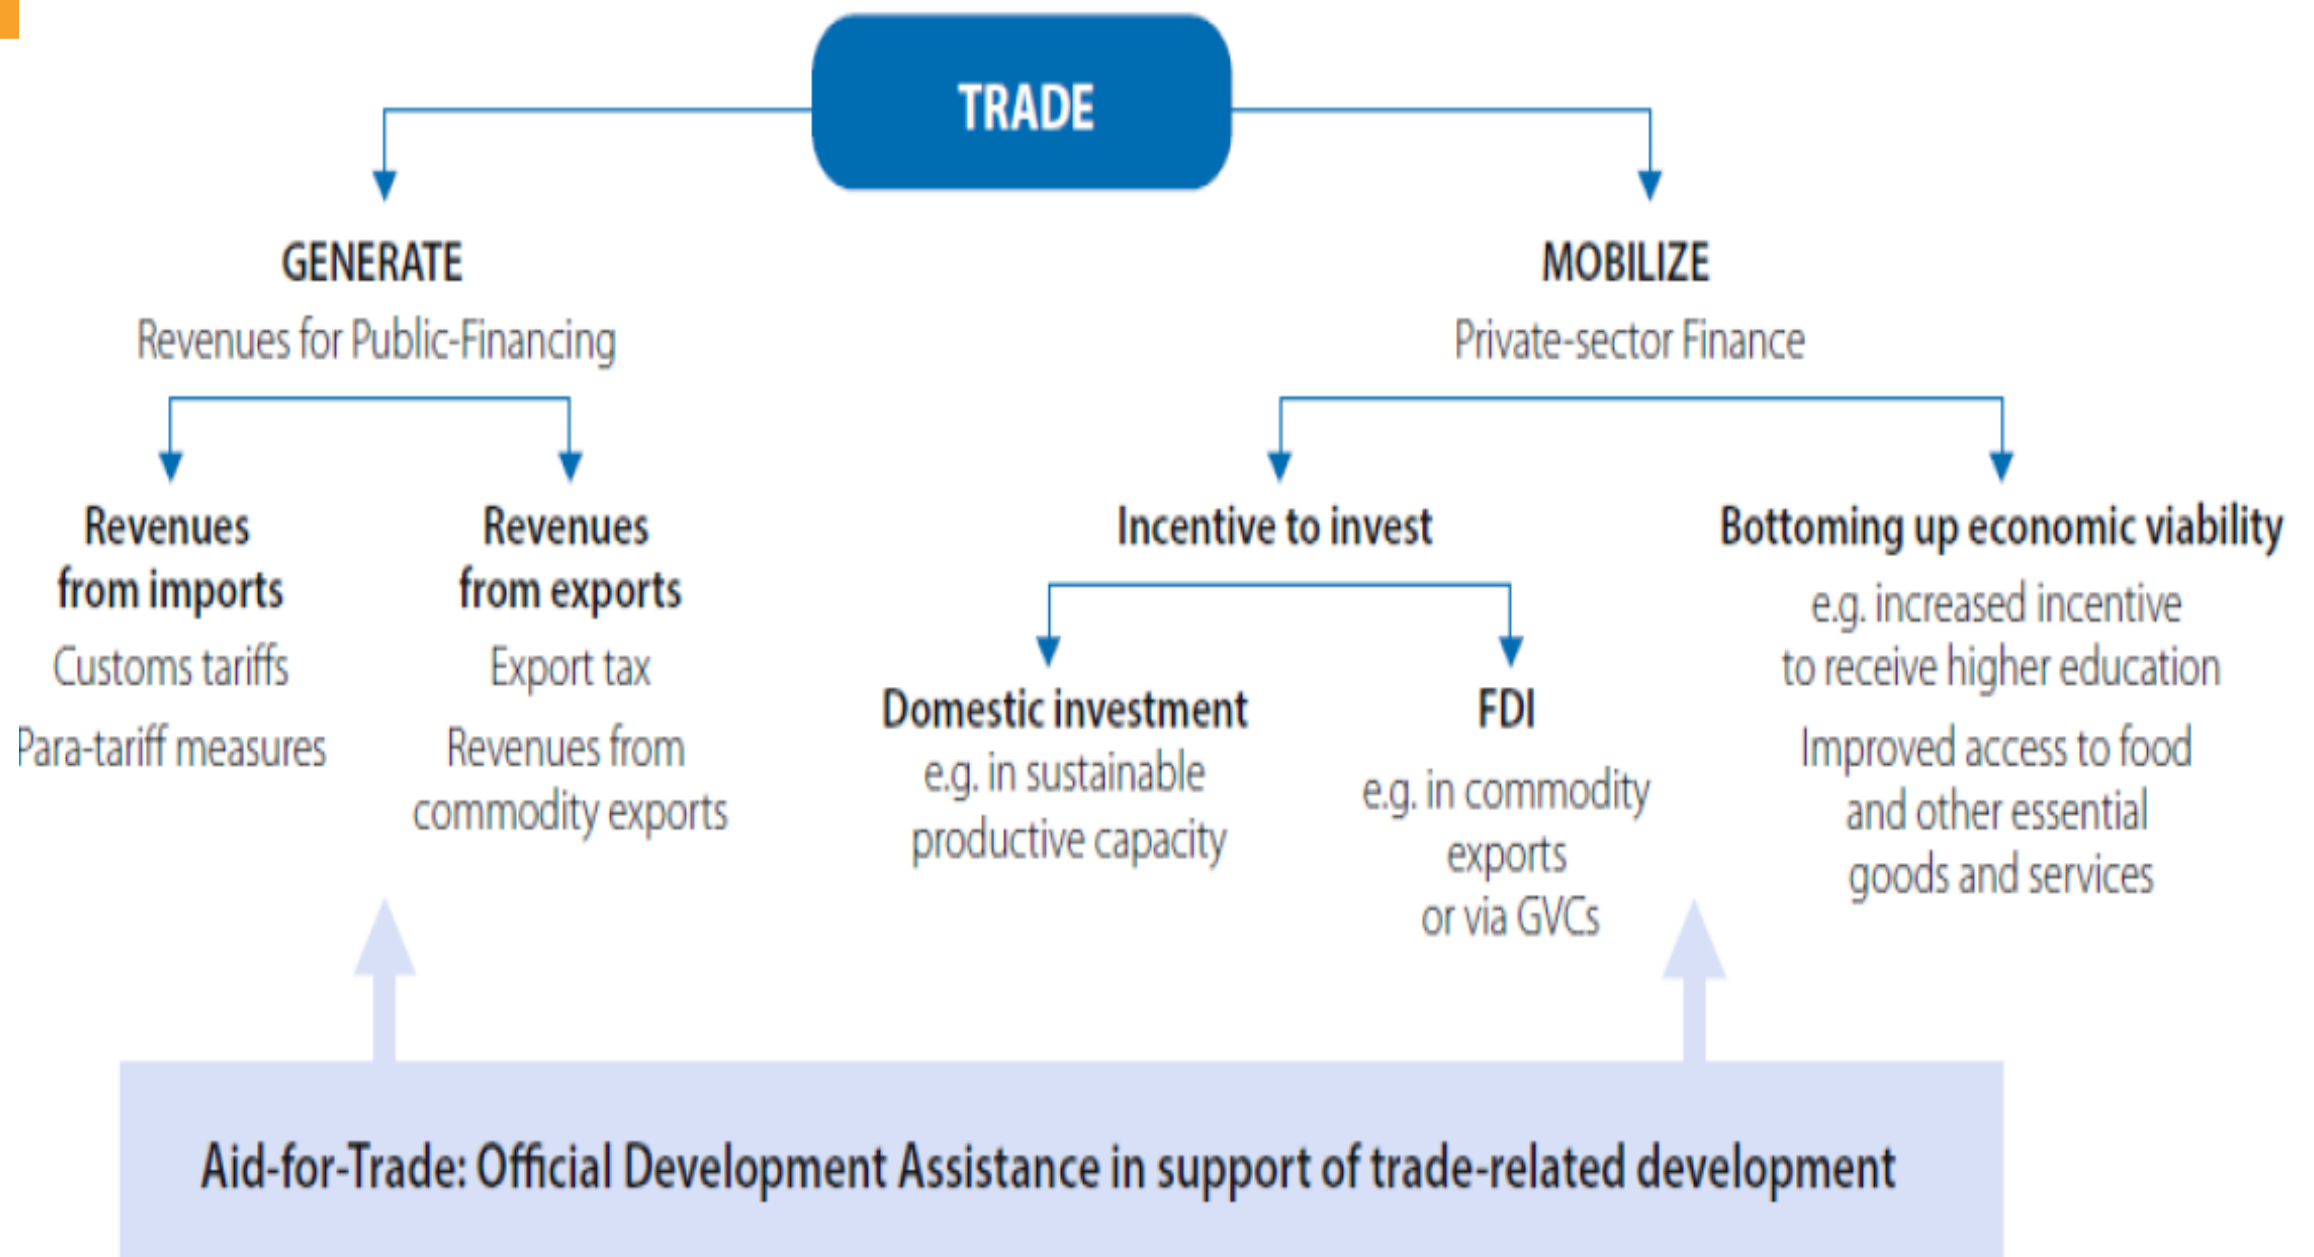 TRADE
GENERATE
Revenues for Public-Financing
MOBILIZE
Private-sector Finance
Revenues
from imports
Customs tariffs
Para-tariff measures
Revenues
from exports
Export tax
Revenues from
commodity exports
Incentive to invest
Domestic investment
e.g. in sustainable
productive capacity
FDI
e.g. in commodity
exports
or via GVCs
Bottoming up economic viability
e.g. increased incentive
to receive higher education
Improved access to food
and other essential
goods and services
Aid-for-Trade: Official Development Assistance in support of trade-related development